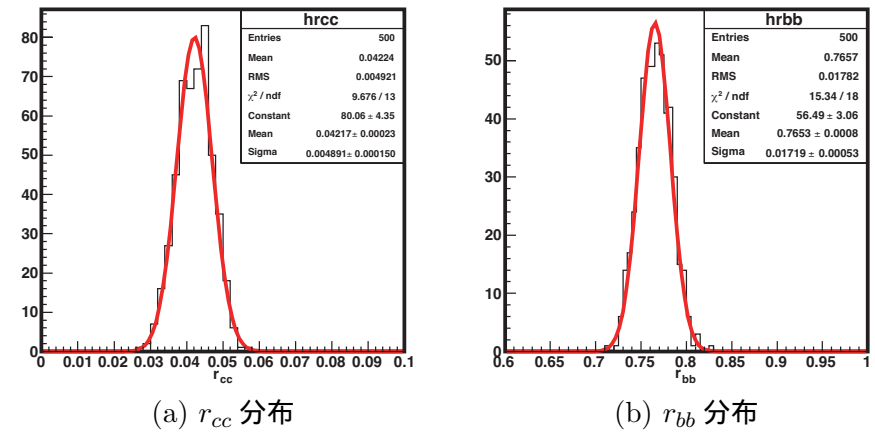 hrcc
Entries 500
Mean 0.04224
RMS 0.004921
χ² / ndf 9.676 / 13
Constant 80.06 ± 4.35
Mean 0.04217± 0.00023
Sigma 0.004891± 0.000150
80
70
60
50
40
30
20
10
0
0 0.01 0.02 0.03 0.04 0.05 0.06 0.07 0.08 0.09 0.1
r_cc
(a) r_cc 分布
hrbb
Entries 500
Mean 0.7657
RMS 0.01782
χ² / ndf 15.34 / 18
Constant 56.49 ± 3.06
Mean 0.7653 ± 0.0008
Sigma 0.01719 ± 0.00053
50
40
30
20
10
0
0.6 0.65 0.7 0.75 0.8 0.85 0.9 0.95 1
r_bb
(b) r_bb 分布